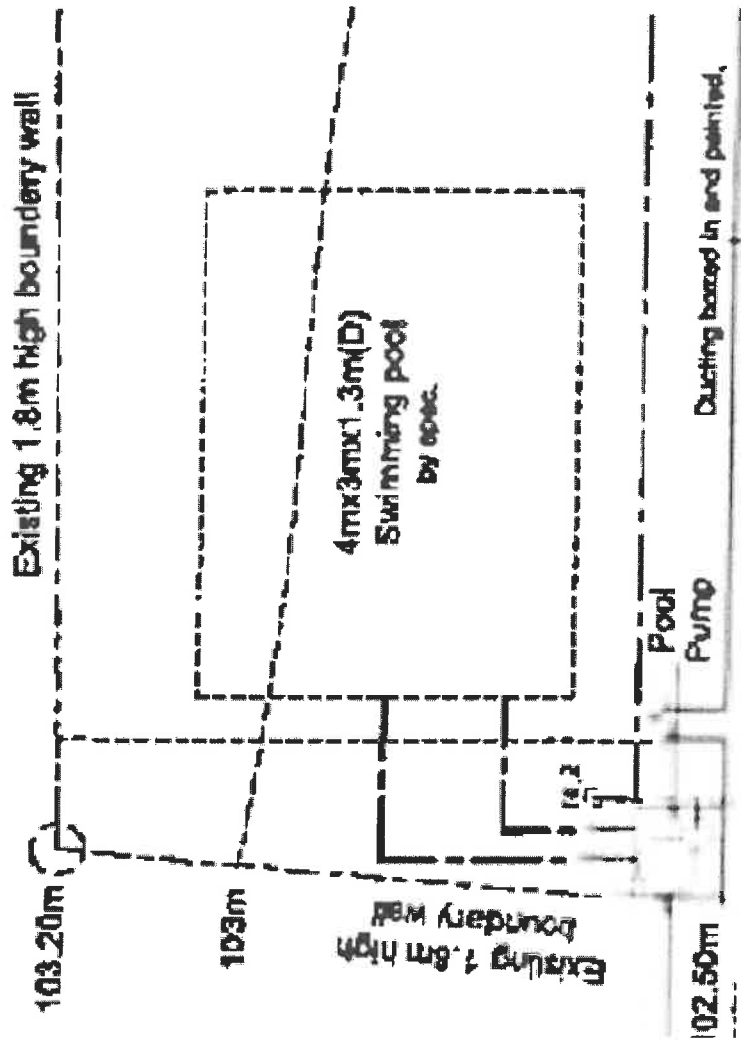 Existing 1.8m high boundary wall
4mx3mx1.3m(D)
Swimming pool
by spec.
Ducting boxed in and painted.
Pool
Pump
re_2
103.20m
103m
Existing 1.8m high
boundary wall
102.50m